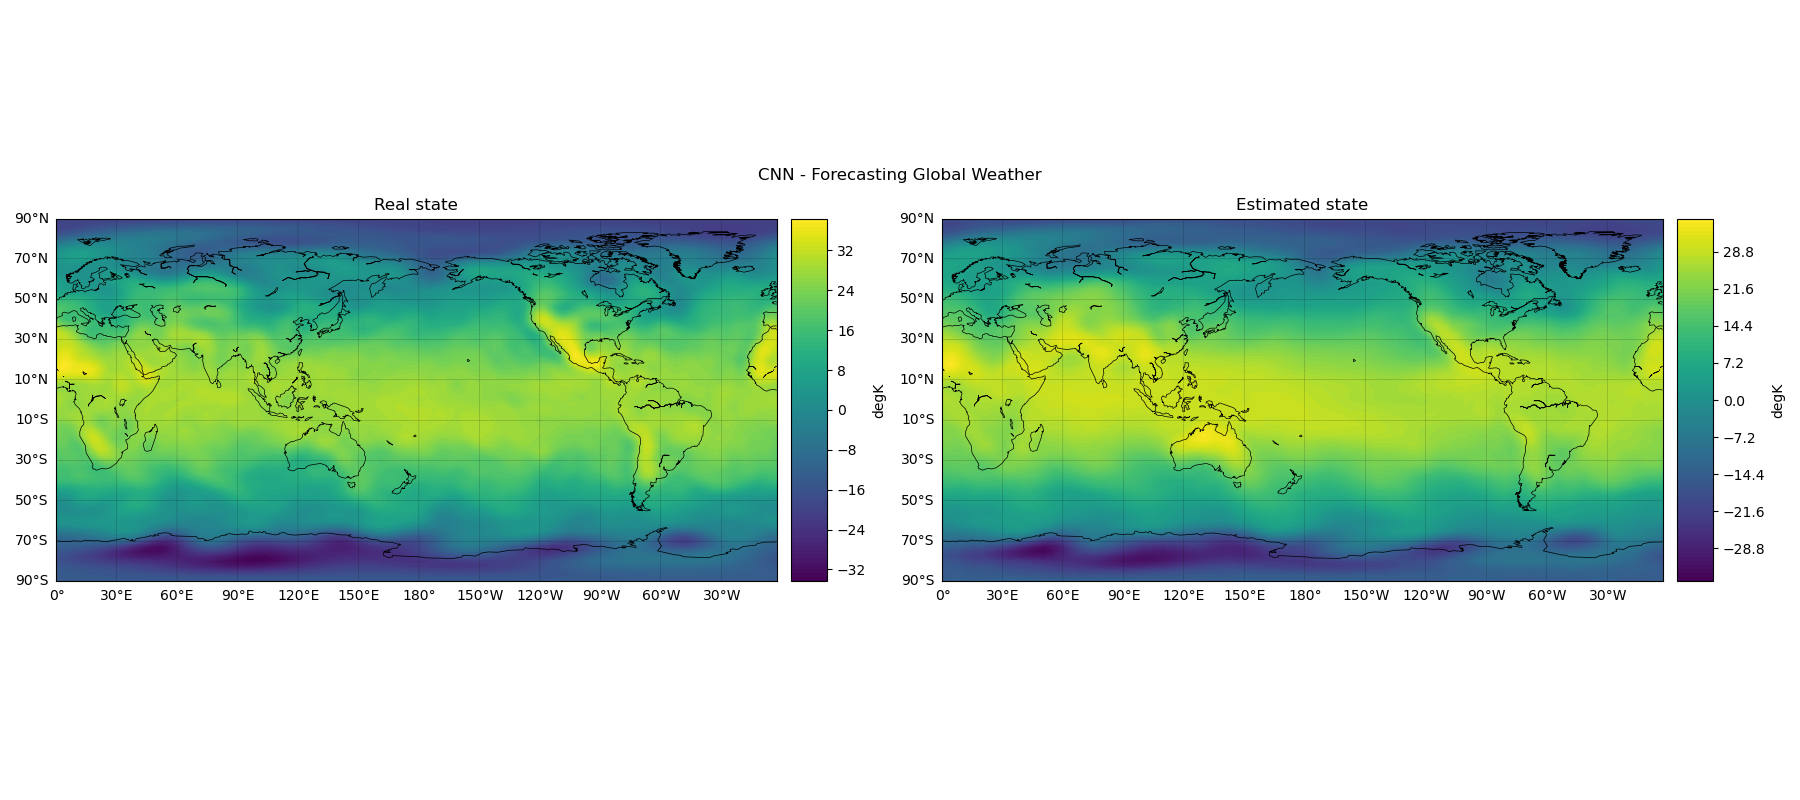 CNN - Forecasting Global Weather
Real state
90°N
70°N
50°N
30°N
10°N
10°S
30°S
50°S
70°S
90°S
0° 30°E 60°E 90°E 120°E 150°E 180° 150°W 120°W 90°W 60°W 30°W
32
24
16
8
0
−8
−16
−24
−32
degK
Estimated state
90°N
70°N
50°N
30°N
10°N
10°S
30°S
50°S
70°S
90°S
0° 30°E 60°E 90°E 120°E 150°E 180° 150°W 120°W 90°W 60°W 30°W
28.8
21.6
14.4
7.2
0.0
−7.2
−14.4
−21.6
−28.8
degK